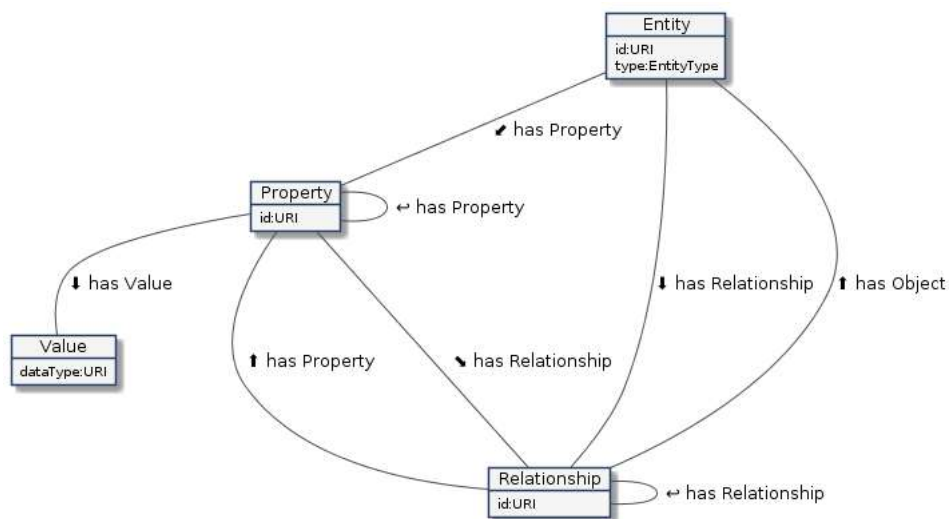 Entity
id:URI
type:EntityType
⬋ has Property
Property
id:URI
↩ has Property
⬇ has Value
⬇ has Relationship
⬆ has Object
Value
dataType:URI
⬆ has Property
⬊ has Relationship
Relationship
id:URI
↩ has Relationship